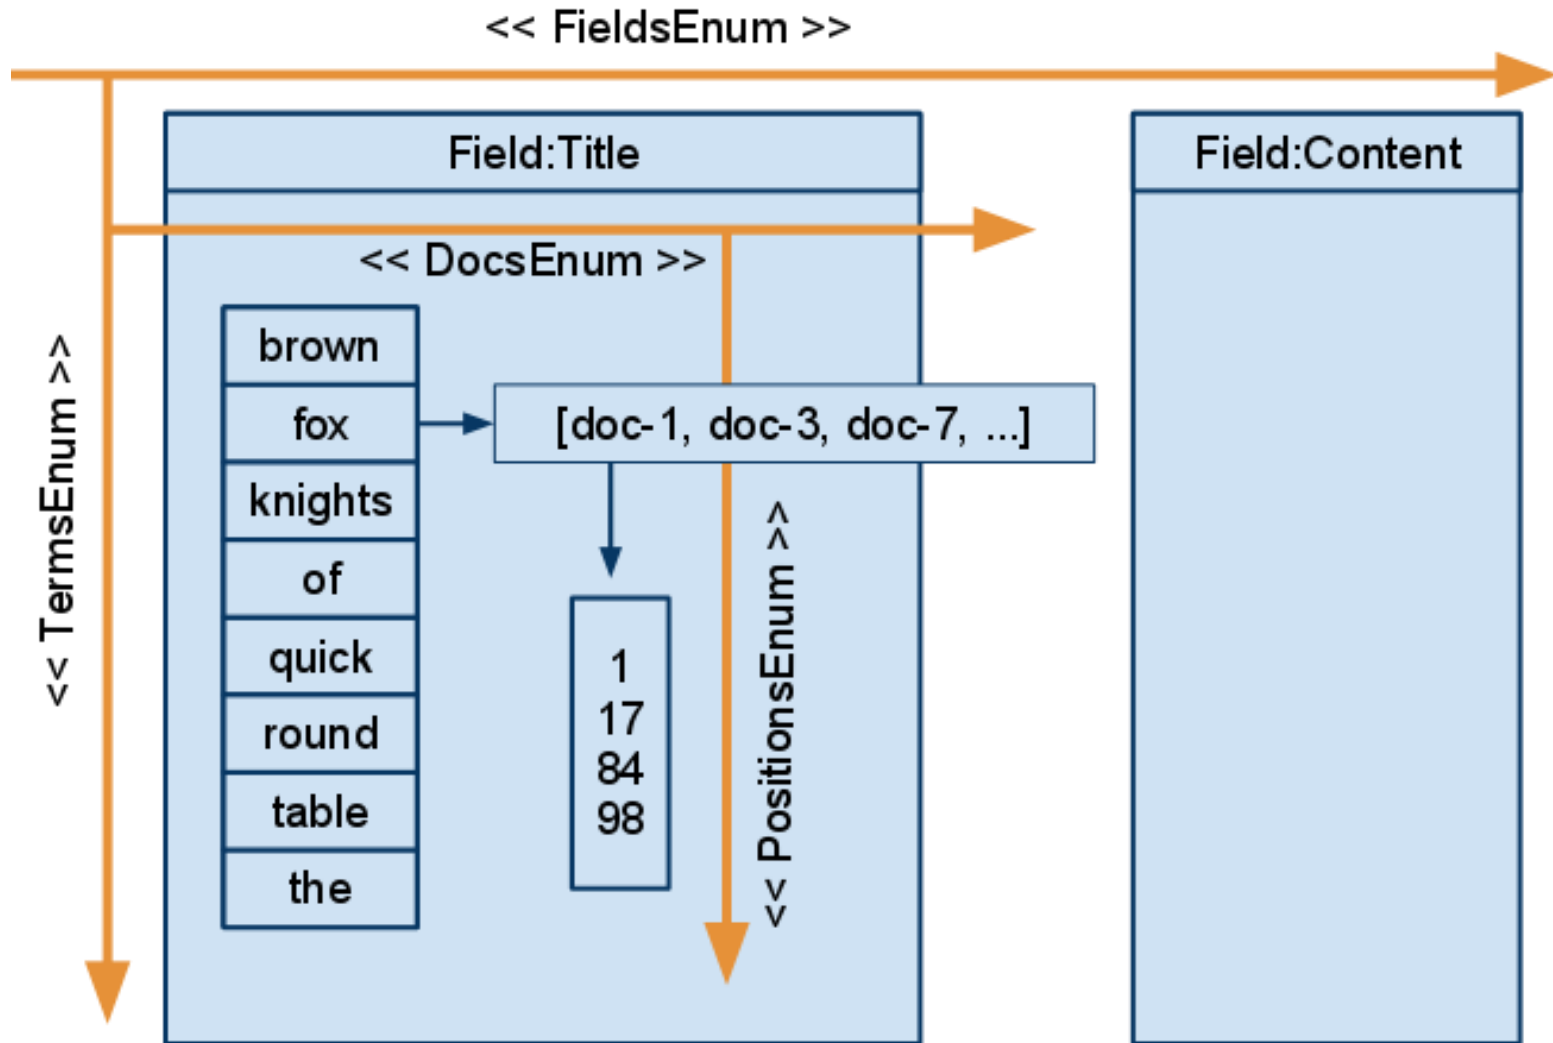 << FieldsEnum >>
Field:Title
Field:Content
<< DocsEnum >>
<< TermsEnum >>
brown
fox
[doc-1, doc-3, doc-7, ...]
knights
of
quick
round
table
the
1
17
84
98
<< PositionsEnum >>